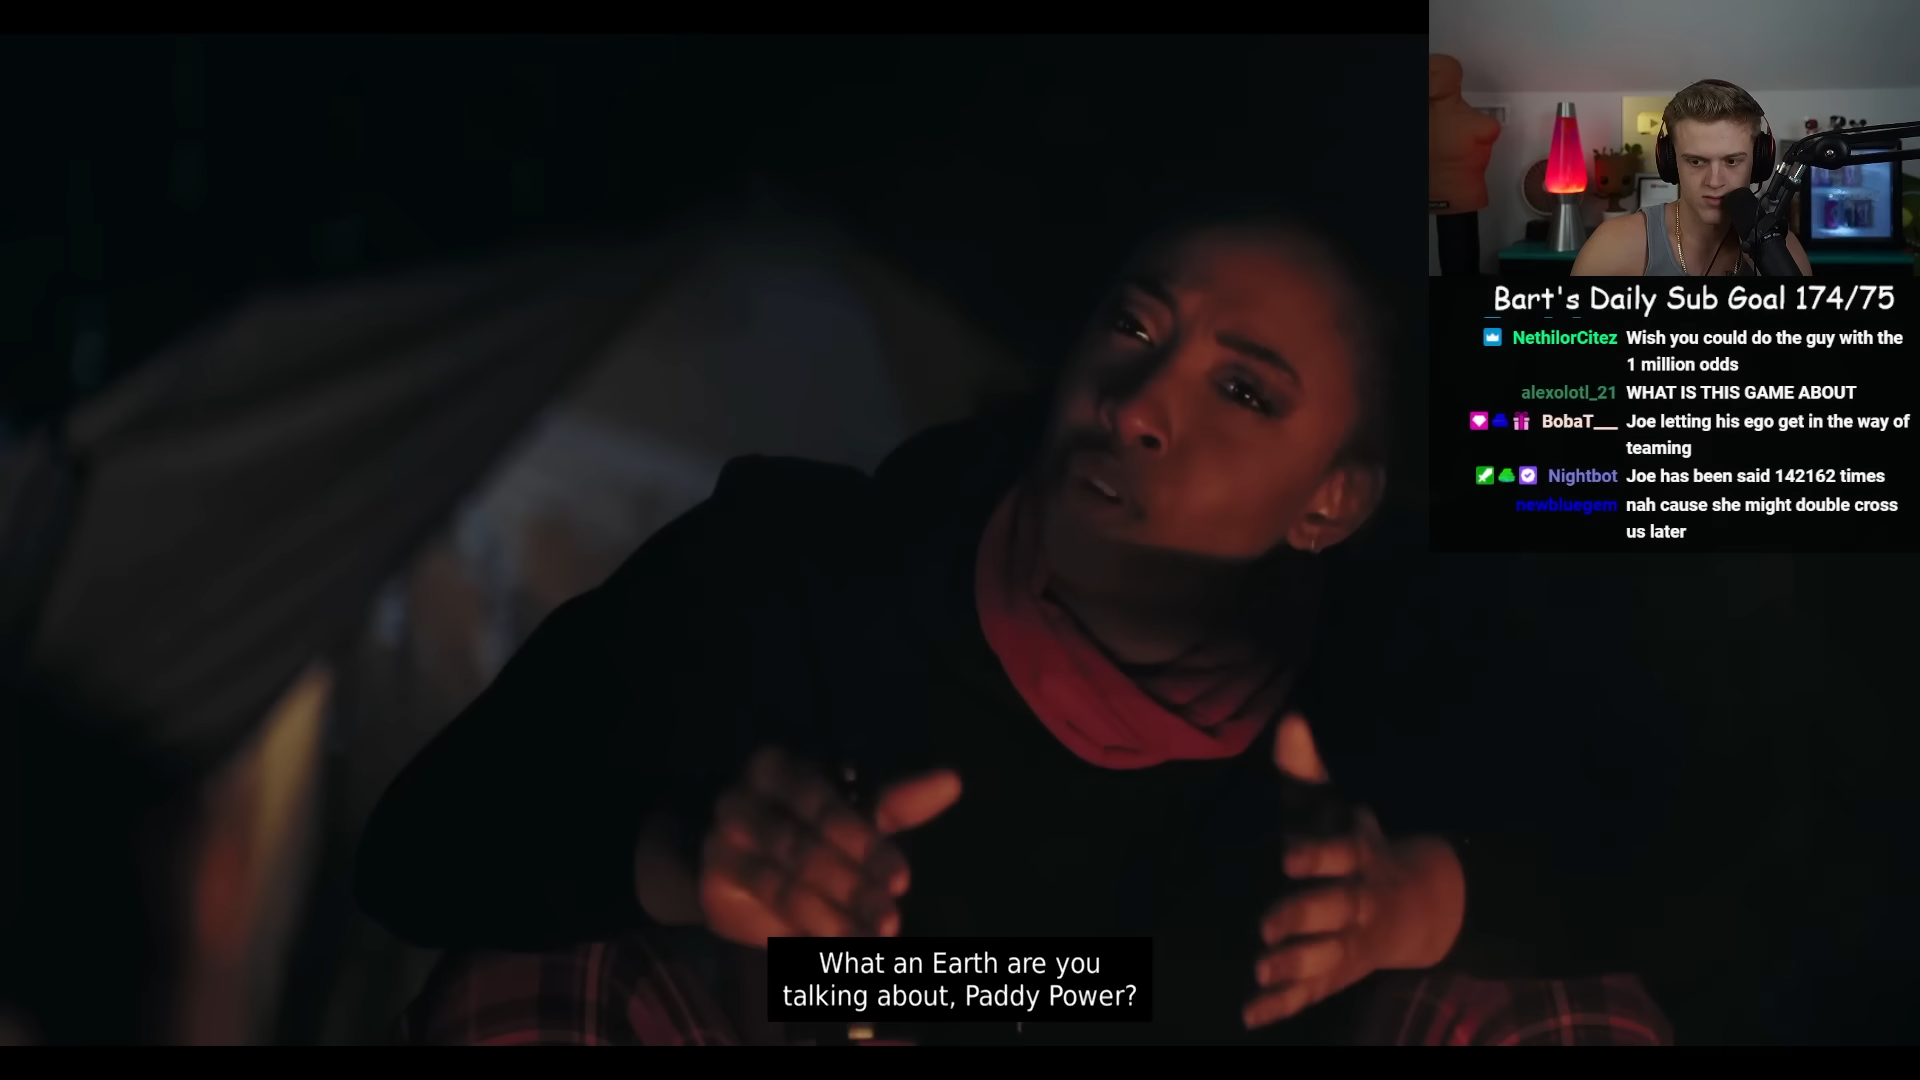 Bart's Daily Sub Goal 174/75
NethilorCitez Wish you could do the guy with the
1 million odds
alexolotl_21 WHAT IS THIS GAME ABOUT
BobaT___ Joe letting his ego get in the way of
teaming
Nightbot Joe has been said 142162 times
newbluegem nah cause she might double cross
us later
What an Earth are you
talking about, Paddy Power?